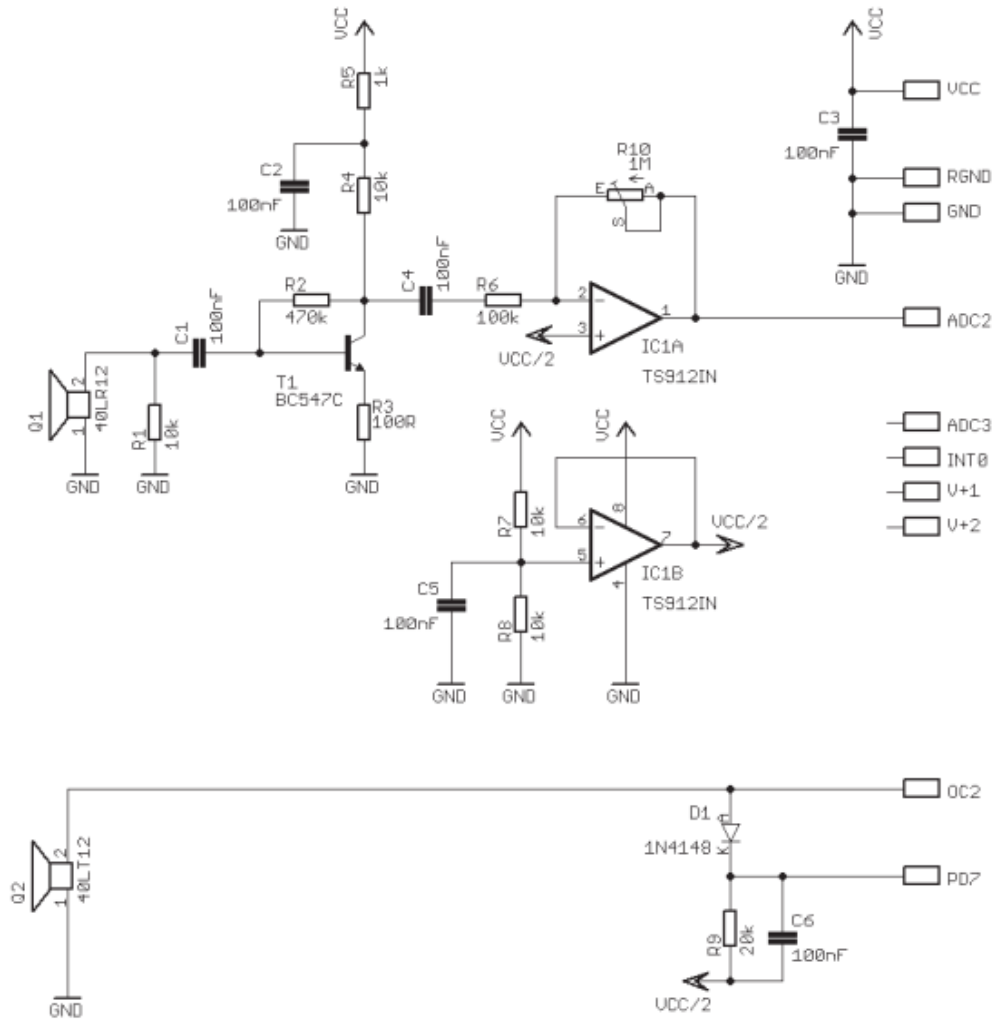 VCC
R5
1k
C2
100nF
R4
10k
GND
R2
470k
C4
100nF
C1
100nF
T1
BC547C
R3
100R
GND
Q1
2
1
40LR12
GND
R1
10k
GND
R6
100k
R10
1M
E
A
S
2
3
1
VCC/2
IC1A
TS912IN
VCC
C3
100nF
GND
VCC
RGND
GND
ADC2
ADC3
INT0
V+1
V+2
VCC
VCC
R7
10k
C5
100nF
R8
10k
6
5
8
4
7
VCC/2
IC1B
TS912IN
GND
GND
GND
Q2
2
1
40LT12
GND
D1
A
1N4148
K
R9
20k
C6
100nF
VCC/2
OC2
PD7